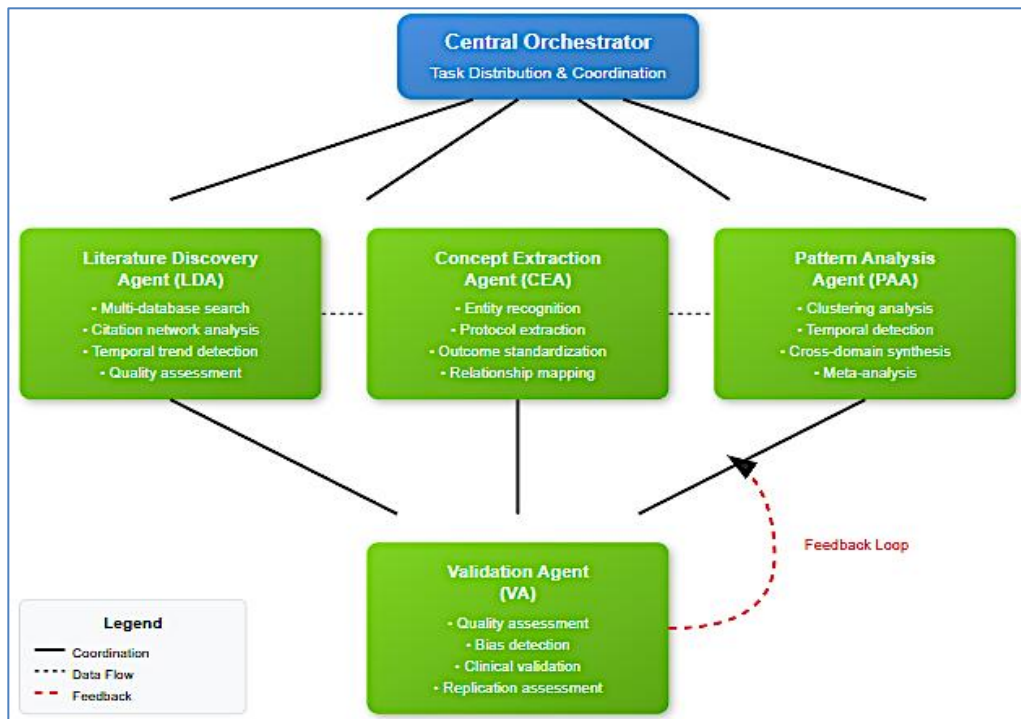 Central Orchestrator
Task Distribution & Coordination
Literature Discovery
Agent (LDA)
- Multi-database search
- Citation network analysis
- Temporal trend detection
- Quality assessment
Concept Extraction
Agent (CEA)
- Entity recognition
- Protocol extraction
- Outcome standardization
- Relationship mapping
Pattern Analysis
Agent (PAA)
- Clustering analysis
- Temporal detection
- Cross-domain synthesis
- Meta-analysis
Feedback Loop
Validation Agent
(VA)
- Quality assessment
- Bias detection
- Clinical validation
- Replication assessment
Legend
Coordination
Data Flow
Feedback